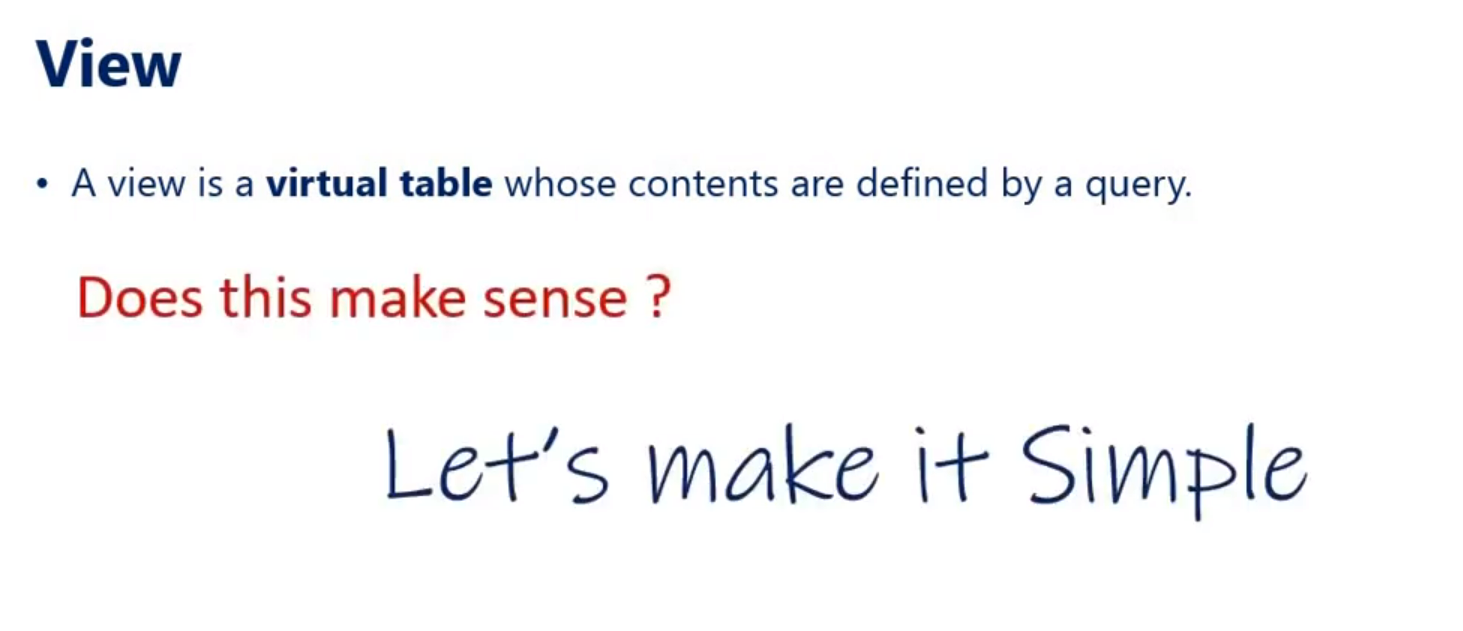 View
• A view is a virtual table whose contents are defined by a query.
Does this make sense ?
Let's make it Simple